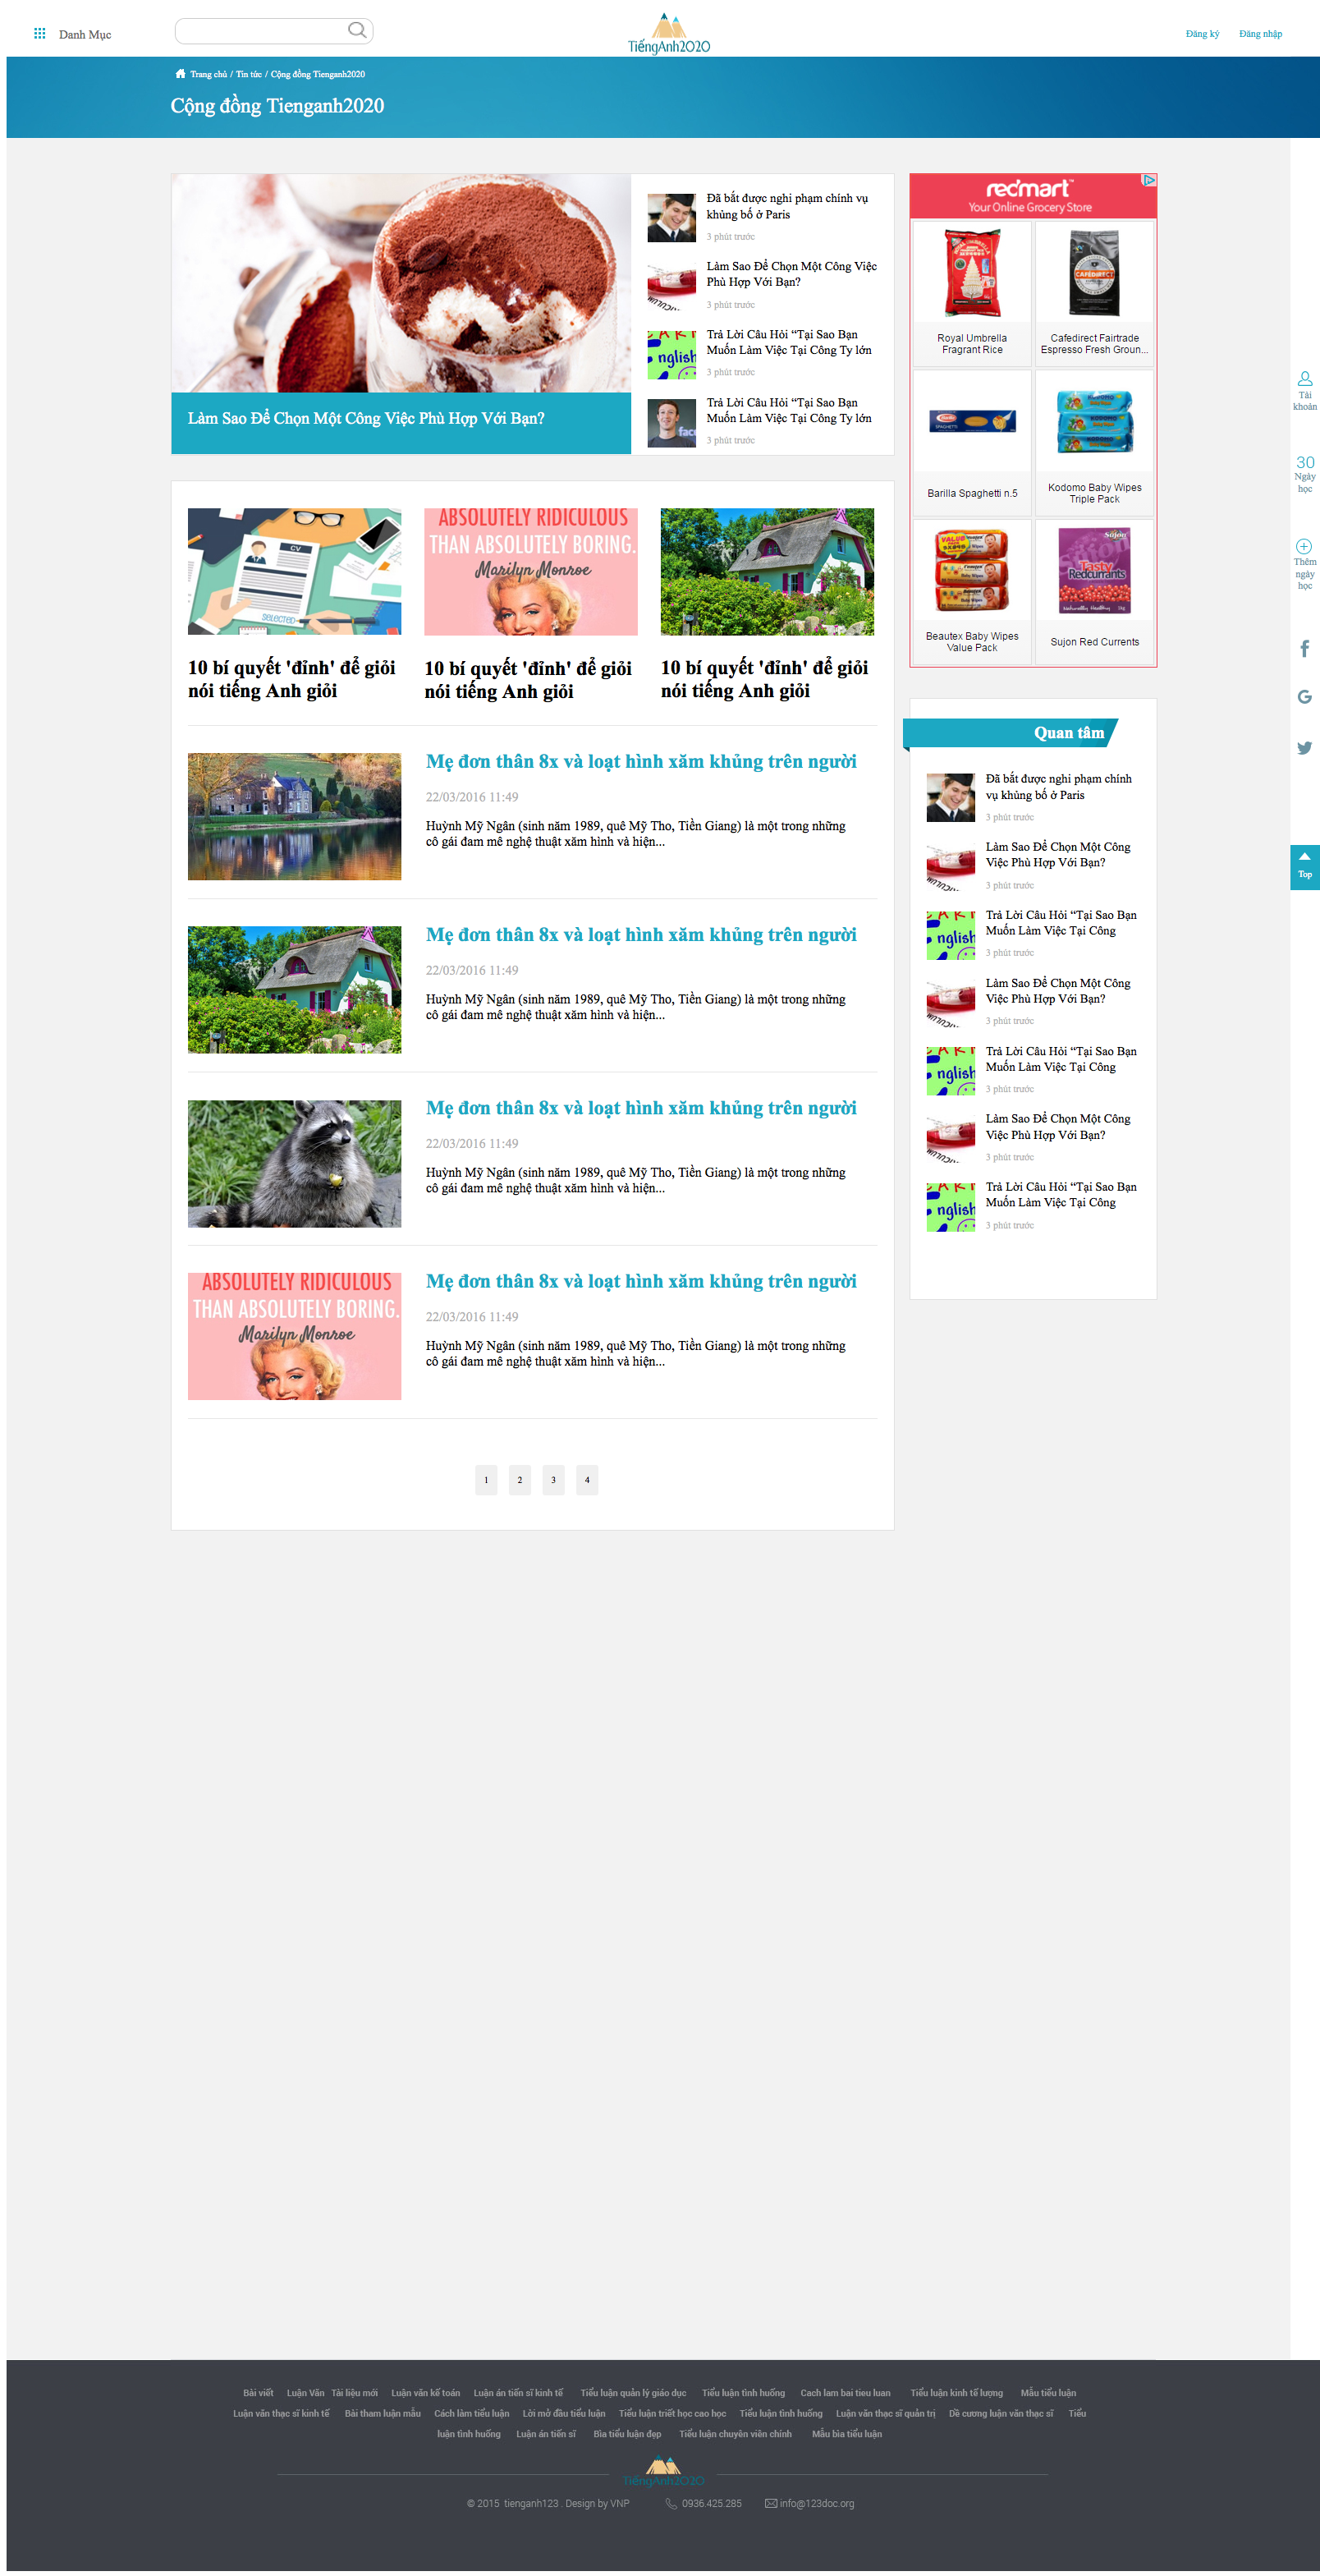 Danh Mục
TiếngAnh2020
Đăng ký
Đăng nhập
Trang chủ / Tin tức / Cộng đồng Tienganh2020
Cộng đồng Tienganh2020
Làm Sao Để Chọn Một Công Việc Phù Hợp Với Bạn?
Đã bắt được nghi phạm chính vụ
khủng bố ở Paris
3 phút trước
Làm Sao Để Chọn Một Công Việc
Phù Hợp Với Bạn?
3 phút trước
Trả Lời Câu Hỏi “Tại Sao Bạn
Muốn Làm Việc Tại Công Ty lớn
3 phút trước
Trả Lời Câu Hỏi “Tại Sao Bạn
Muốn Làm Việc Tại Công Ty lớn
3 phút trước
redmart™
Your Online Grocery Store
Royal Umbrella
Fragrant Rice
CAFÉDIRECT
Cafedirect Fairtrade
Espresso Fresh Groun...
Barilla Spaghetti n.5
KODOMO
Kodomo Baby Wipes
Triple Pack
VALUE
PACK
Beautex Baby Wipes
Value Pack
Sujon
Tasty
Redcurrants
Naturally Healthy
Sujon Red Currents
Tài
khoản
30
Ngày
học
Thêm
ngày
học
Top
CV
SELECTED
ABSOLUTELY RIDICULOUS
THAN ABSOLUTELY BORING.
Marilyn Monroe
10 bí quyết 'đỉnh' để giỏi
nói tiếng Anh giỏi
10 bí quyết 'đỉnh' để giỏi
nói tiếng Anh giỏi
10 bí quyết 'đỉnh' để giỏi
nói tiếng Anh giỏi
Mẹ đơn thân 8x và loạt hình xăm khủng trên người
22/03/2016 11:49
Huỳnh Mỹ Ngân (sinh năm 1989, quê Mỹ Tho, Tiền Giang) là một trong những
cô gái đam mê nghệ thuật xăm hình và hiện...
Mẹ đơn thân 8x và loạt hình xăm khủng trên người
22/03/2016 11:49
Huỳnh Mỹ Ngân (sinh năm 1989, quê Mỹ Tho, Tiền Giang) là một trong những
cô gái đam mê nghệ thuật xăm hình và hiện...
Mẹ đơn thân 8x và loạt hình xăm khủng trên người
22/03/2016 11:49
Huỳnh Mỹ Ngân (sinh năm 1989, quê Mỹ Tho, Tiền Giang) là một trong những
cô gái đam mê nghệ thuật xăm hình và hiện...
ABSOLUTELY RIDICULOUS
THAN ABSOLUTELY BORING.
Marilyn Monroe
Mẹ đơn thân 8x và loạt hình xăm khủng trên người
22/03/2016 11:49
Huỳnh Mỹ Ngân (sinh năm 1989, quê Mỹ Tho, Tiền Giang) là một trong những
cô gái đam mê nghệ thuật xăm hình và hiện...
1 2 3 4
Quan tâm
Đã bắt được nghi phạm chính
vụ khủng bố ở Paris
3 phút trước
Làm Sao Để Chọn Một Công
Việc Phù Hợp Với Bạn?
3 phút trước
Trả Lời Câu Hỏi “Tại Sao Bạn
Muốn Làm Việc Tại Công
3 phút trước
Làm Sao Để Chọn Một Công
Việc Phù Hợp Với Bạn?
3 phút trước
Trả Lời Câu Hỏi “Tại Sao Bạn
Muốn Làm Việc Tại Công
3 phút trước
Làm Sao Để Chọn Một Công
Việc Phù Hợp Với Bạn?
3 phút trước
Trả Lời Câu Hỏi “Tại Sao Bạn
Muốn Làm Việc Tại Công
3 phút trước
Bài viết Luận Văn Tài liệu mới Luận văn kế toán Luận án tiến sĩ kinh tế Tiểu luận quản lý giáo dục Tiểu luận tình huống Cach lam bai tieu luan Tiểu luận kinh tế lượng Mẫu tiểu luận
Luận văn thạc sĩ kinh tế Bài tham luận mẫu Cách làm tiểu luận Lời mở đầu tiểu luận Tiểu luận triết học cao học Tiểu luận tình huống Luận văn thạc sĩ quản trị Dề cương luận văn thạc sĩ Tiểu
luận tình huống Luận án tiến sĩ Bìa tiểu luận đẹp Tiểu luận chuyên viên chính Mẫu bìa tiểu luận
TiếngAnh2020
© 2015 tienganh123 . Design by VNP 0936.425.285 info@123doc.org